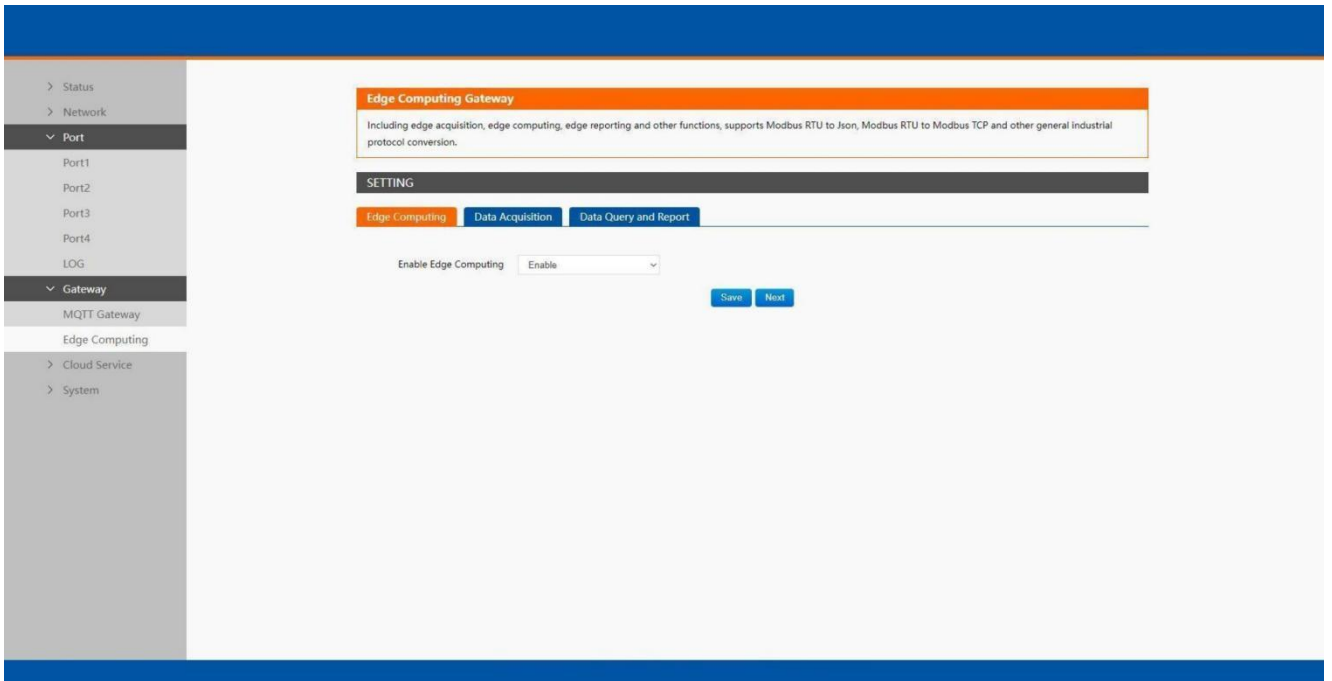 Status
Network
Port
Port1
Port2
Port3
Port4
LOG
Gateway
MQTT Gateway
Edge Computing
Cloud Service
System
Edge Computing Gateway
Including edge acquisition, edge computing, edge reporting and other functions, supports Modbus RTU to Json, Modbus RTU to Modbus TCP and other general industrial
protocol conversion.
SETTING
Edge Computing Data Acquisition Data Query and Report
Enable Edge Computing Enable
Save Next